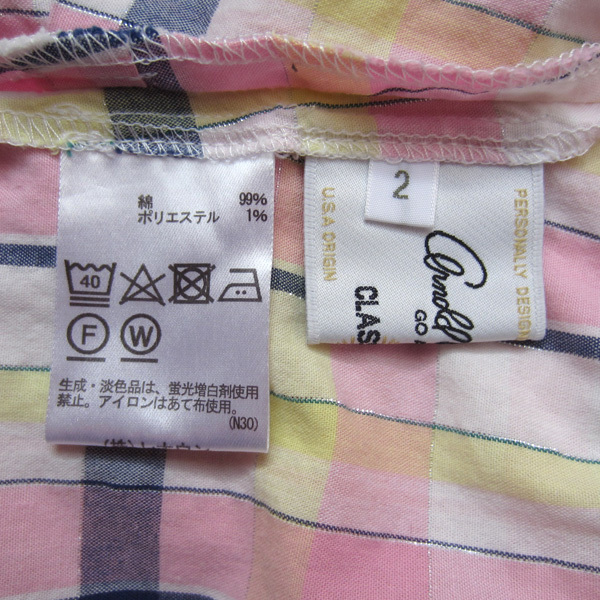 綿 99%
ポリエステル 1%
40
F W
生成・淡色品は、蛍光増白剤使用
禁止。アイロンはあて布使用。
(N30)
2
U.S.A ORIGIN
PERSONALLY DESIGN
Arnold
GO
CLAS